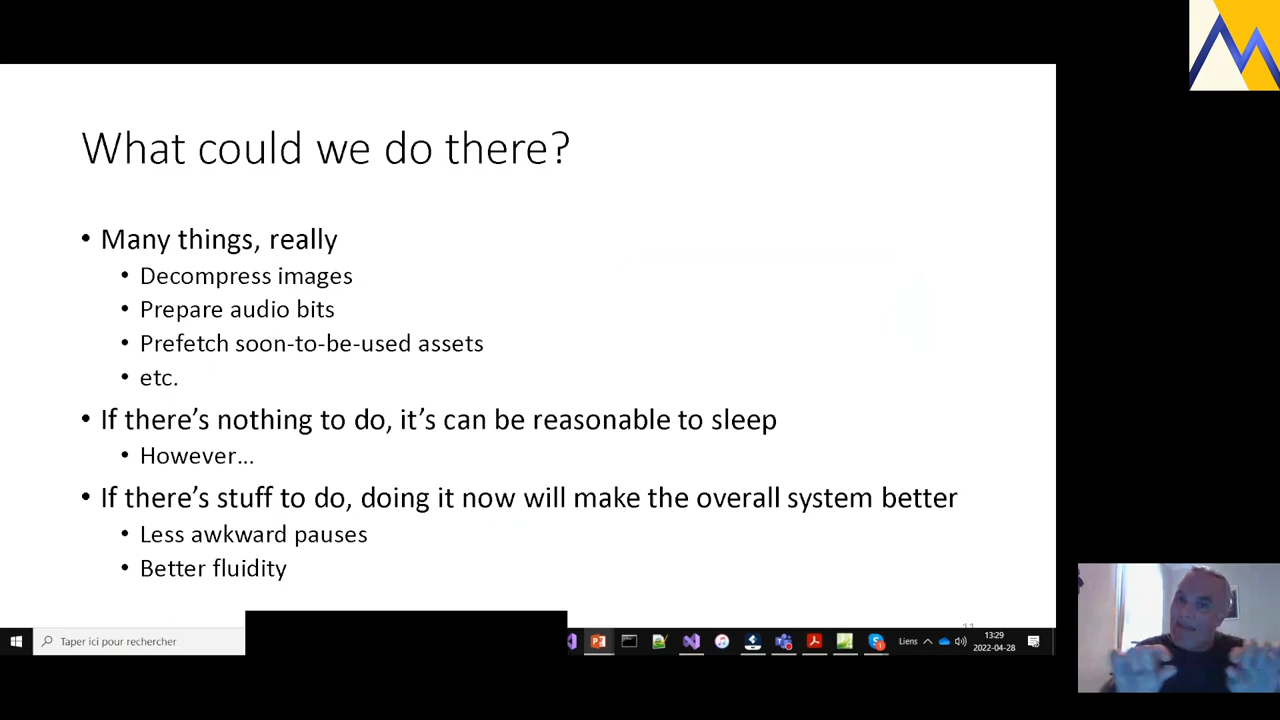 What could we do there?
• Many things, really
• Decompress images
• Prepare audio bits
• Prefetch soon-to-be-used assets
• etc.
• If there's nothing to do, it's can be reasonable to sleep
• However...
• If there's stuff to do, doing it now will make the overall system better
• Less awkward pauses
• Better fluidity
11
Taper ici pour rechercher
Liens
13:29
2022-04-28